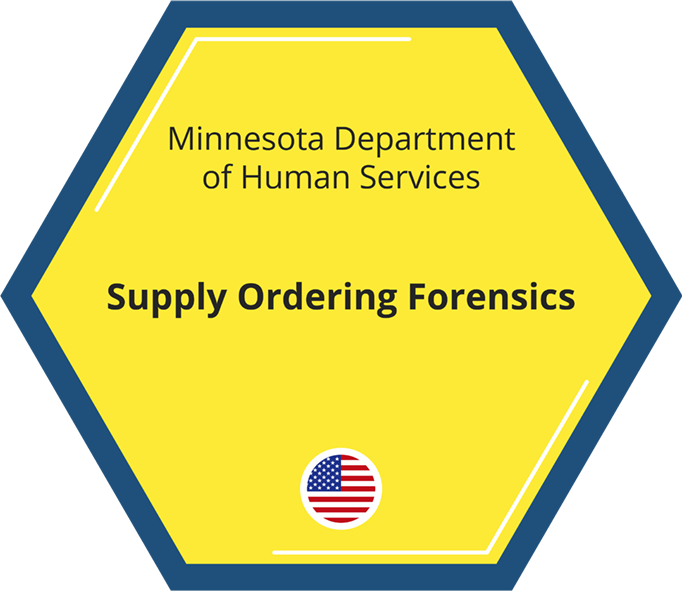 Minnesota Department
of Human Services
Supply Ordering Forensics